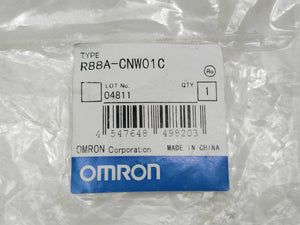 TYPE
R88A-CNW01C
LOT No.
QTY
04811
1
4 547648 498203
OMRON Corporation MADE IN CHINA
OMRON